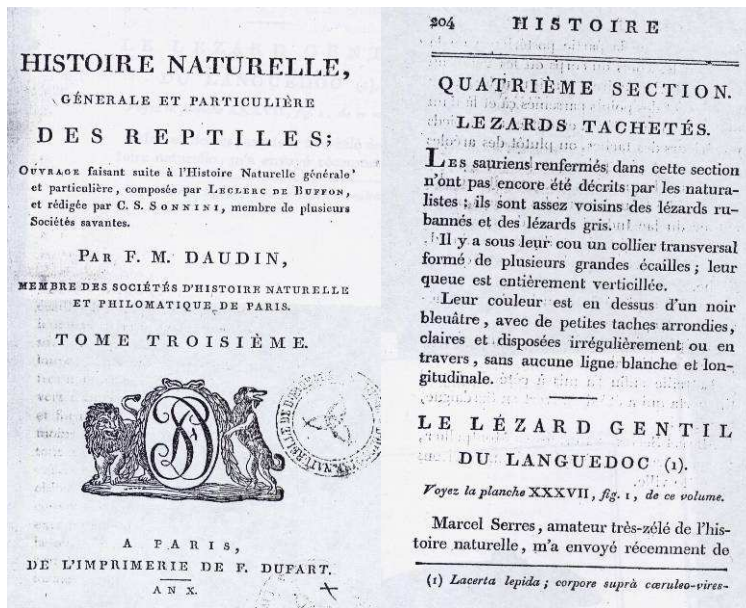 HISTOIRE NATURELLE,
GÉNERALE ET PARTICULIÈRE
DES REPTILES;
OUVRAGE faisant suite à l'Histoire Naturelle générale
et particulière, composée par LECLERC DE BUFFON,
et rédigée par C. S. SONNINI, membre de plusieurs
Sociétés savantes.
PAR F. M. DAUDIN,
MEMBRE DES SOCIÉTÉS D'HISTOIRE NATURELLE
ET PHILOMATIQUE DE PARIS.
TOME TROISIÈME.
A PARIS,
DE L'IMPRIMERIE DE F. DUFART.
AN X.
204 HISTOIRE
QUATRIÈME SECTION.
LEZARDS TACHETÉS.
LES sauriens renfermés dans cette section
n'ont pas encore été décrits par les natura-
listes; ils sont assez voisins des lézards ru-
bannés et des lézards gris.
Il y a sous leur cou un collier transversal
formé de plusieurs grandes écailles; leur
queue est entièrement verticillée.
Leur couleur est en dessus d'un noir
bleuâtre, avec de petites taches arrondies,
claires et disposées irrégulièrement ou en
travers, sans aucune ligne blanche et lon-
gitudinale.
LE LÉZARD GENTIL
DU LANGUEDOC (1).
Voyez la planche XXXVII, fig. 1, de ce volume.
Marcel Serres, amateur très-zélé de l'his-
toire naturelle, m'a envoyé récemment de
(1) Lacerta lepida; corpore suprà cœruleo-vires-